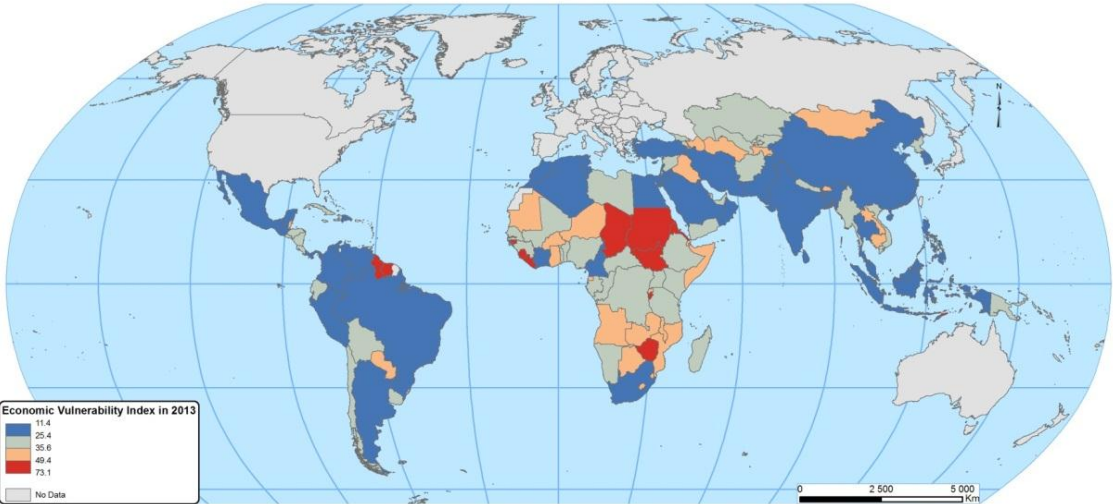 N
Economic Vulnerability Index in 2013
11.4
25.4
35.6
49.4
73.1
No Data
0 2 500 5 000
Km